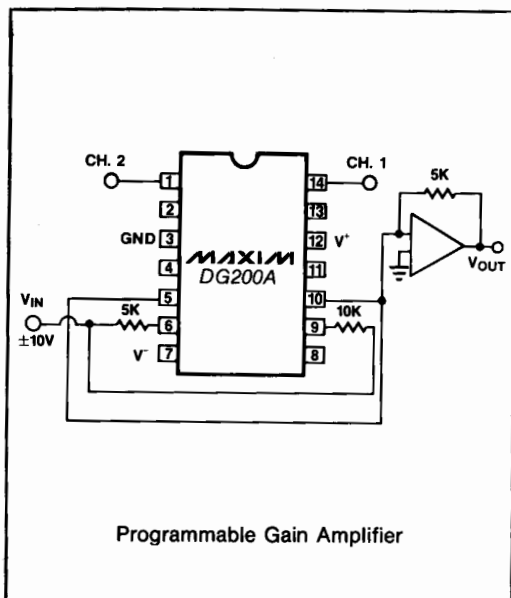 CH. 2
CH. 1
1
14
5K
2
13
GND
3
MAXIM
12
V+
DG200A
4
11
VOUT
5
10
VIN
5K
10K
±10V
6
9
V-
7
8
Programmable Gain Amplifier